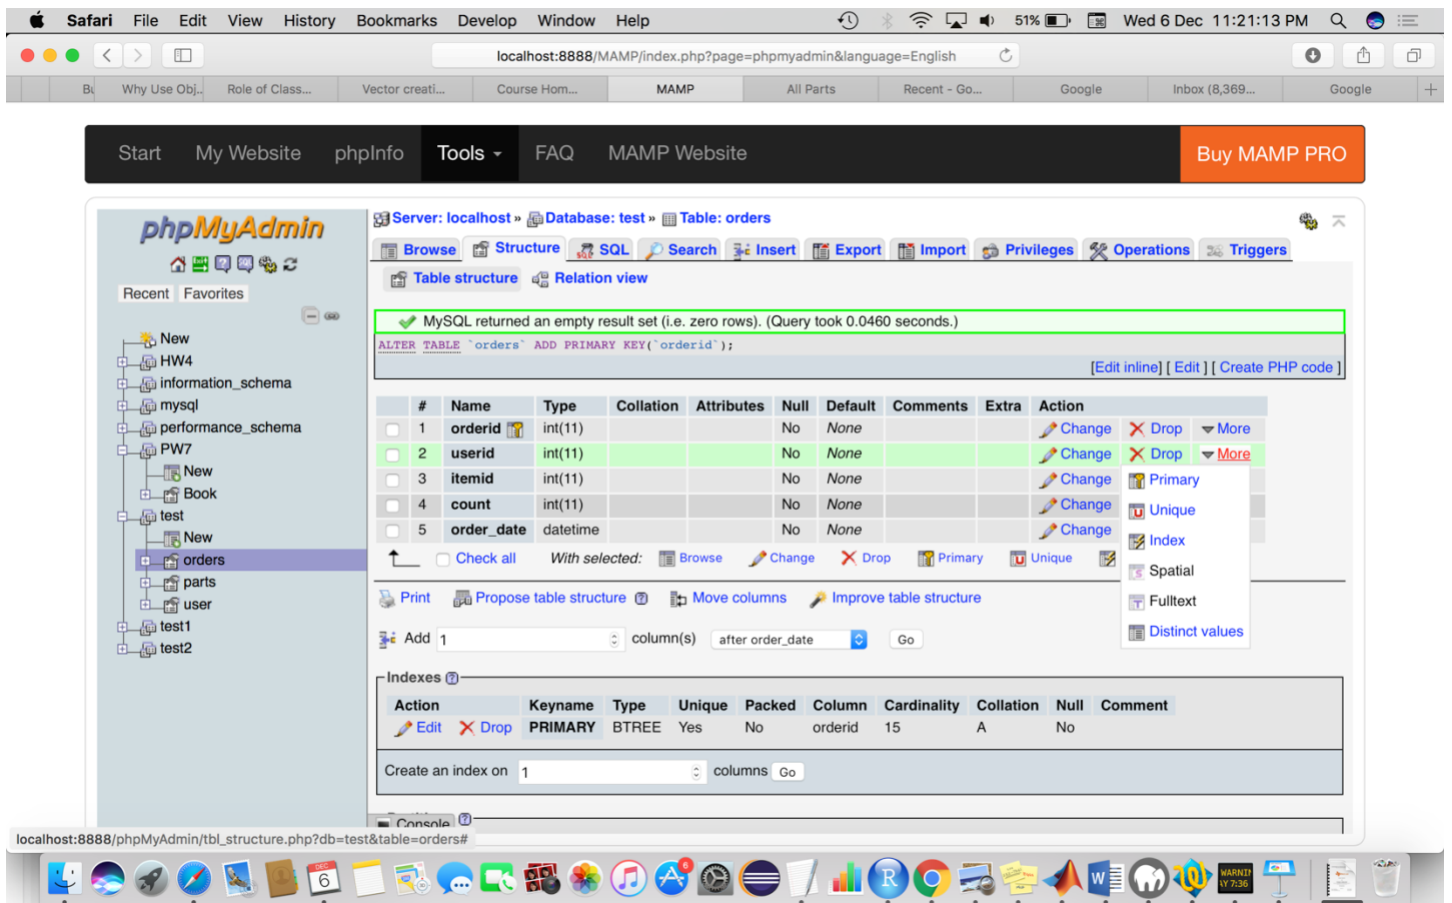 Safari File Edit View History Bookmarks Develop Window Help 51% Wed 6 Dec 11:21:13 PM
localhost:8888/MAMP/index.php?page=phpmyadmin&language=English
Why Use Obj... Role of Class... Vector creati... Course Hom... MAMP All Parts Recent - Go... Google Inbox (8,369... Google
Start My Website phpInfo Tools FAQ MAMP Website Buy MAMP PRO
phpMyAdmin
Recent Favorites
New
HW4
information_schema
mysql
performance_schema
PW7
New
Book
test
New
orders
parts
user
test1
test2
Server: localhost » Database: test » Table: orders
Browse Structure SQL Search Insert Export Import Privileges Operations Triggers
Table structure Relation view
MySQL returned an empty result set (i.e. zero rows). (Query took 0.0460 seconds.)
ALTER TABLE `orders` ADD PRIMARY KEY(`orderid`);
[Edit inline] [ Edit ] [ Create PHP code ]
# Name Type Collation Attributes Null Default Comments Extra Action
1 orderid int(11) No None Change Drop More
2 userid int(11) No None Change Drop More
3 itemid int(11) No None Change
4 count int(11) No None Change
5 order_date datetime No None Change
Primary
Unique
Index
Spatial
Fulltext
Distinct values
Check all With selected: Browse Change Drop Primary Unique
Print Propose table structure Move columns Improve table structure
Add 1 column(s) after order_date Go
Indexes
Action Keyname Type Unique Packed Column Cardinality Collation Null Comment
Edit Drop PRIMARY BTREE Yes No orderid 15 A No
Create an index on 1 columns Go
Console
localhost:8888/phpMyAdmin/tbl_structure.php?db=test&table=orders#
DEC
6
6
R
W
WARNIN
AY 7:36